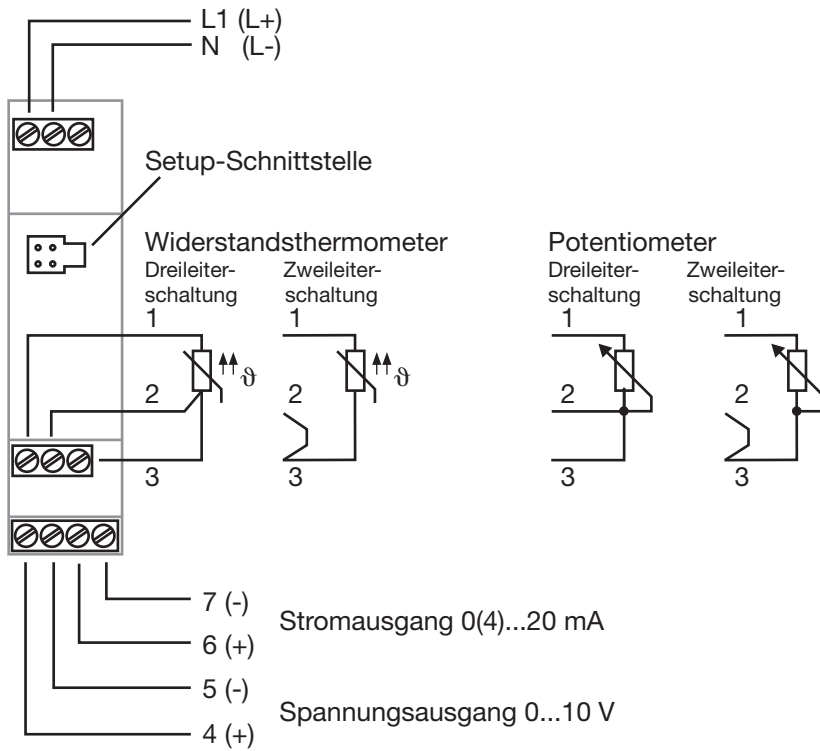 L1 (L+)
N (L-)
Setup-Schnittstelle
Widerstandsthermometer
Dreileiter-
schaltung
Zweileiter-
schaltung
1
2
3
1
2
3
ϑ
ϑ
Potentiometer
Dreileiter-
schaltung
Zweileiter-
schaltung
1
2
3
1
2
3
7 (-)
6 (+)
Stromausgang 0(4)...20 mA
5 (-)
4 (+)
Spannungsausgang 0...10 V